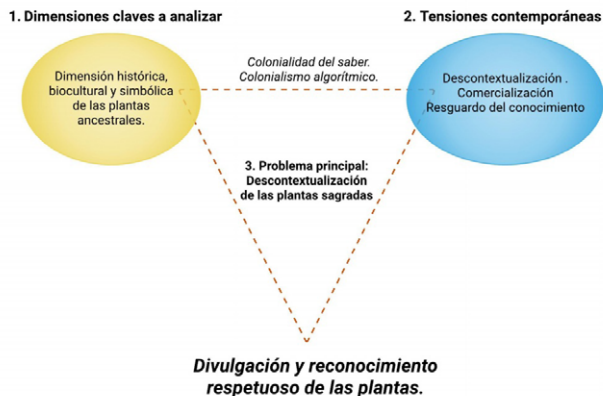 1. Dimensiones claves a analizar
2. Tensiones contemporáneas
Dimensión histórica,
biocultural y simbólica
de las plantas
ancestrales.
Colonialidad del saber.
Colonialismo algorítmico.
Descontextualización .
Comercialización
Resguardo del conocimiento
3. Problema principal:
Descontextualización
de las plantas sagradas
Divulgación y reconocimiento
respetuoso de las plantas.